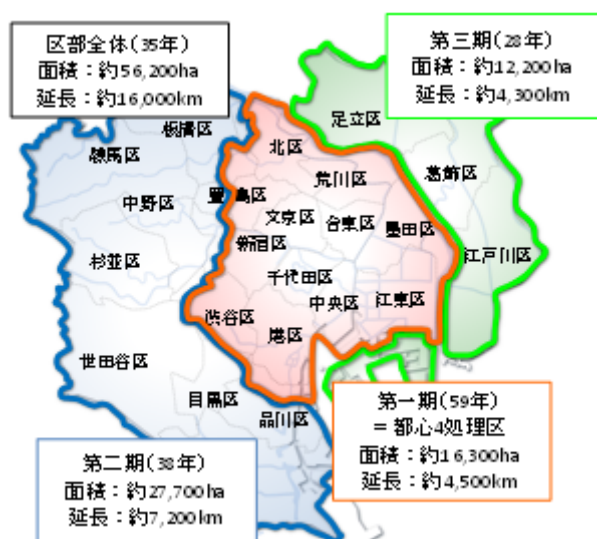 区部全体(35年)
面積：約56,200ha
延長：約16,000km
第三期(28年)
面積：約12,200ha
延長：約4,300km
足立区
板橋区
北区
練馬区
荒川区
葛飾区
豊島区
中野区
文京区
台東区
墨田区
新宿区
江戸川区
杉並区
千代田区
中央区
江東区
渋谷区
港区
世田谷区
目黒区
品川区
第一期(59年)
＝都心4処理区
面積：約16,300ha
延長：約4,500km
第二期(38年)
面積：約27,700ha
延長：約7,200km